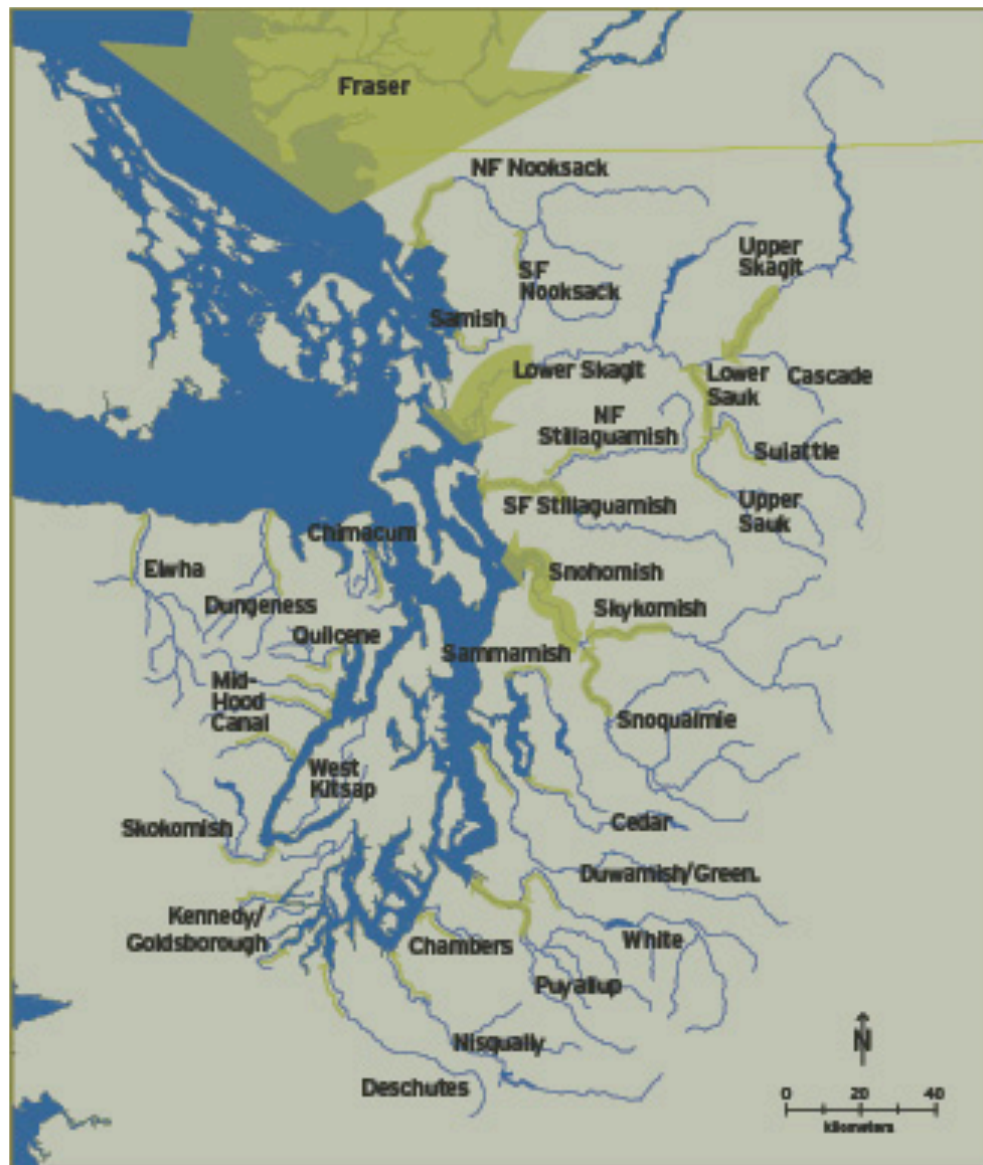 Fraser
NF Nooksack
Upper
Skagit
SF
Nooksack
Samish
Lower Skagit
Lower
Sauk
Cascade
NF
Stillaguamish
Suiattle
SF Stillaguamish
Upper
Sauk
Chimacum
Elwha
Snohomish
Dungeness
Skykomish
Quilcene
Sammamish
Mid-
Hood
Canal
Snoqualmie
West
Kitsap
Skokomish
Cedar
Duwamish/Green.
Kennedy/
Goldsborough
Chambers
White
Puyallup
Nisqually
Deschutes
N
0 20 40
kilometers